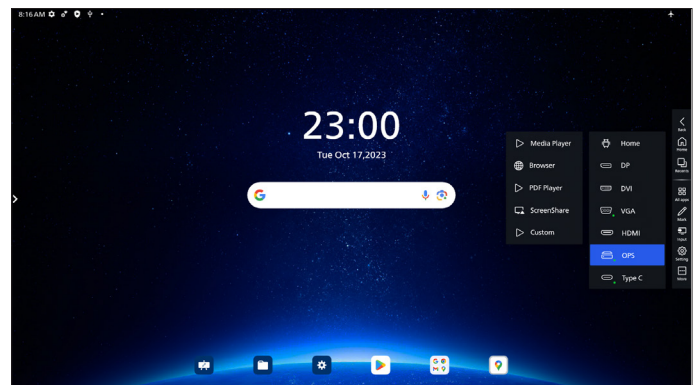 8:16 AM
23:00
Tue Oct 17,2023
Media Player
Browser
PDF Player
ScreenShare
Custom
Home
DP
DVI
VGA
HDMI
OPS
Type C
Back
Home
Recents
All apps
Mark
Input
Setting
More